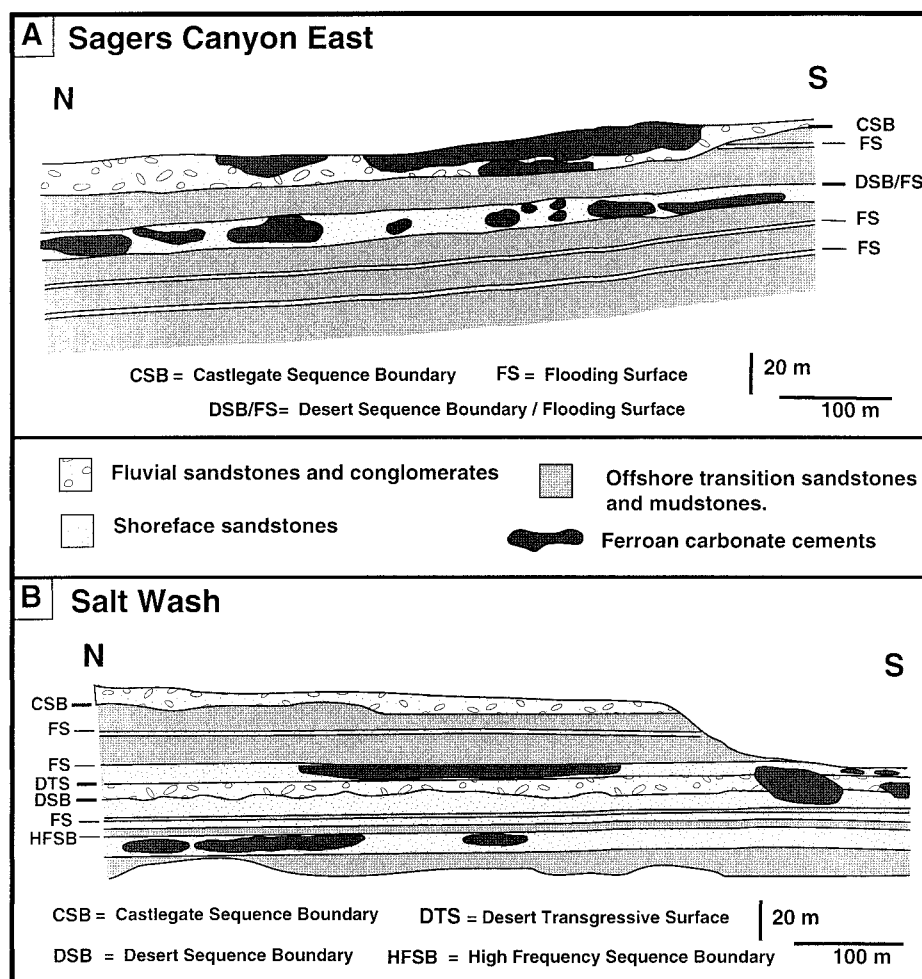 A Sagers Canyon East
N
S
CSB
FS
DSB/FS
FS
FS
CSB = Castlegate Sequence Boundary FS = Flooding Surface
DSB/FS= Desert Sequence Boundary / Flooding Surface
20 m
100 m
Fluvial sandstones and conglomerates
Shoreface sandstones
Offshore transition sandstones
and mudstones.
Ferroan carbonate cements
B Salt Wash
N
S
CSB
FS
FS
DTS
DSB
FS
HFSB
CSB = Castlegate Sequence Boundary DTS = Desert Transgressive Surface
DSB = Desert Sequence Boundary HFSB = High Frequency Sequence Boundary
20 m
100 m